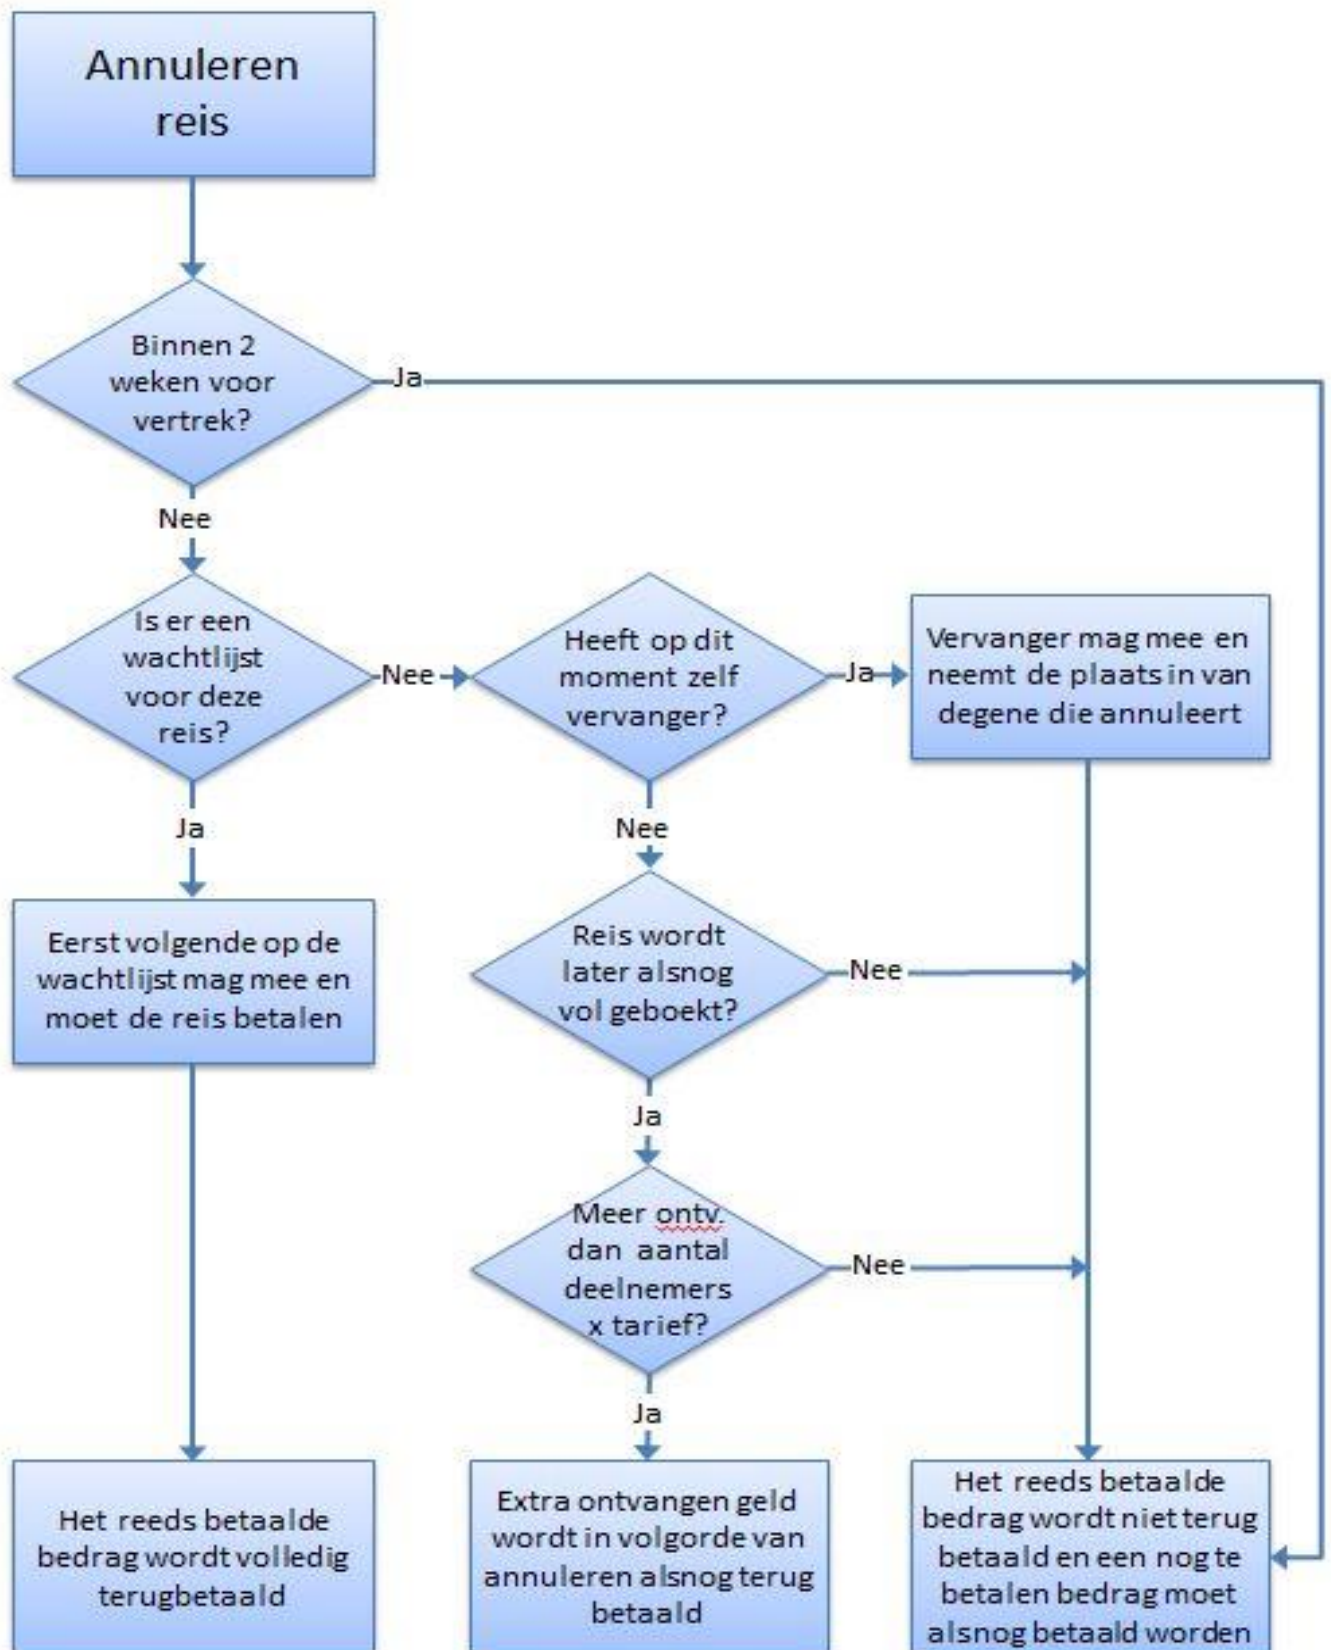 Annuleren
reis
Binnen 2
weken voor
vertrek?
Ja
Nee
Is er een
wachtlijst
voor deze
reis?
Nee
Heeft op dit
moment zelf
vervanger?
Ja
Vervanger mag mee en
neemt de plaats in van
degene die annuleert
Ja
Nee
Eerst volgende op de
wachtlijst mag mee en
moet de reis betalen
Reis wordt
later alsnog
vol geboekt?
Nee
Ja
Meer ontv.
dan aantal
deelnemers
x tarief?
Nee
Ja
Het reeds betaalde
bedrag wordt volledig
terugbetaald
Extra ontvangen geld
wordt in volgorde van
annuleren alsnog terug
betaald
Het reeds betaalde
bedrag wordt niet terug
betaald en een nog te
betalen bedrag moet
alsnog betaald worden